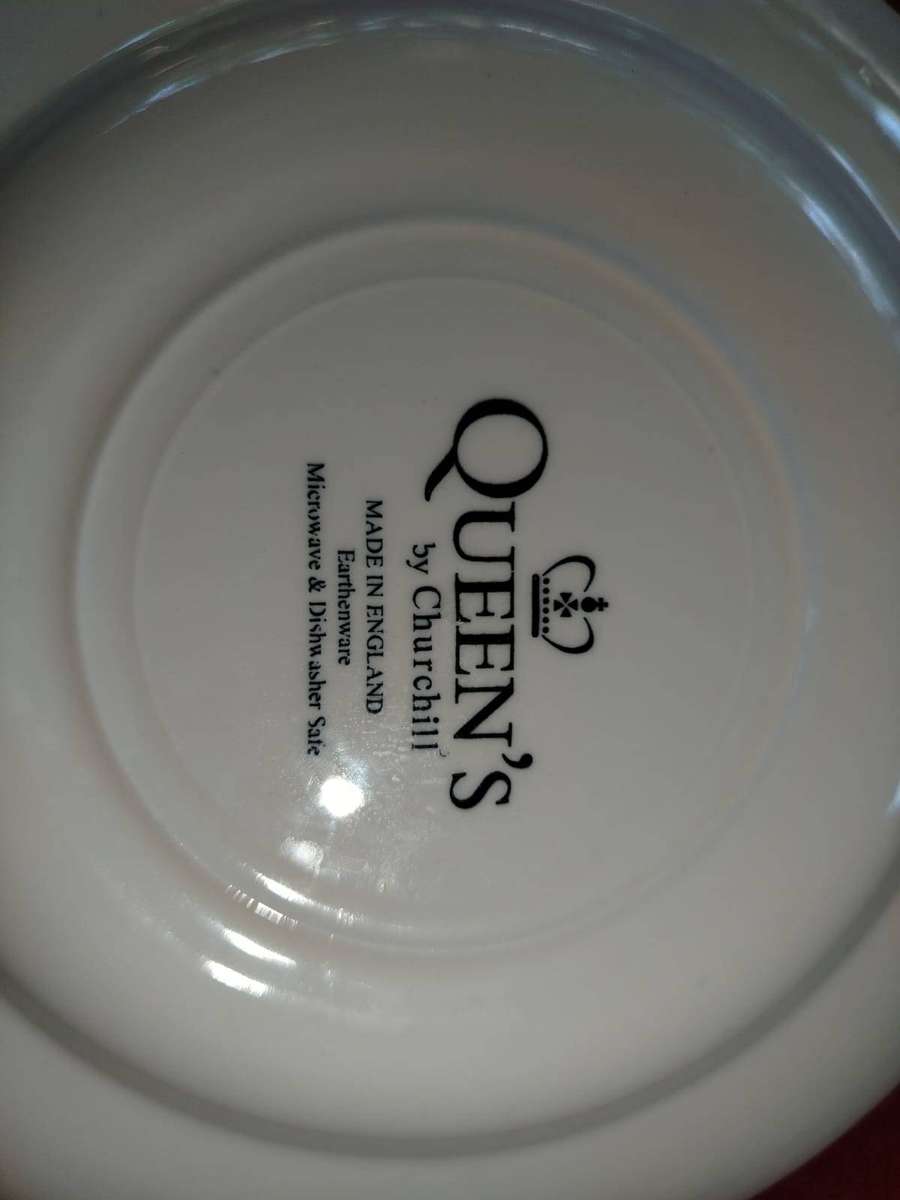 QUEEN'S
by Churchill
MADE IN ENGLAND
Earthenware
Microwave & Dishwasher Safe